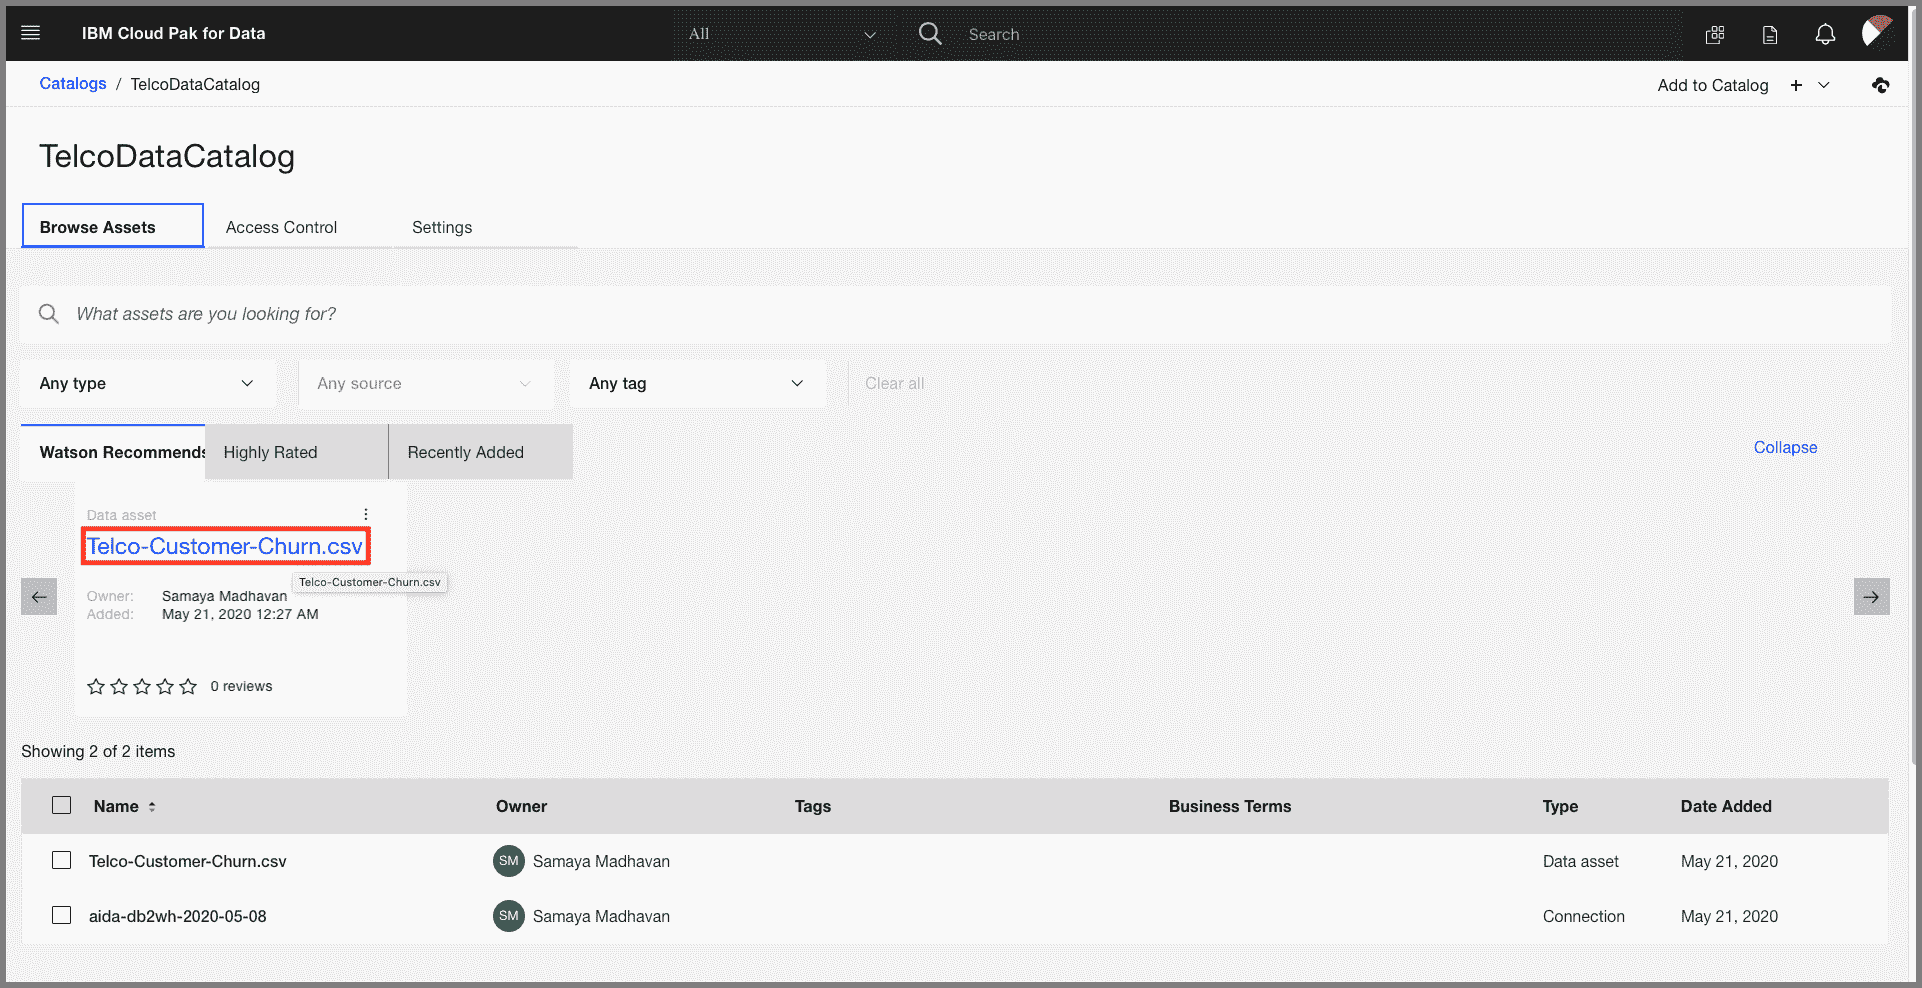 IBM Cloud Pak for Data
All
Search
Catalogs / TelcoDataCatalog
Add to Catalog +
TelcoDataCatalog
Browse Assets
Access Control
Settings
What assets are you looking for?
Any type
Any source
Any tag
Clear all
Watson Recommends
Highly Rated
Recently Added
Collapse
Data asset
Telco-Customer-Churn.csv
Telco-Customer-Churn.csv
Owner: Samaya Madhavan
Added: May 21, 2020 12:27 AM
0 reviews
Showing 2 of 2 items
Name Owner Tags Business Terms Type Date Added
Telco-Customer-Churn.csv SM Samaya Madhavan Data asset May 21, 2020
aida-db2wh-2020-05-08 SM Samaya Madhavan Connection May 21, 2020